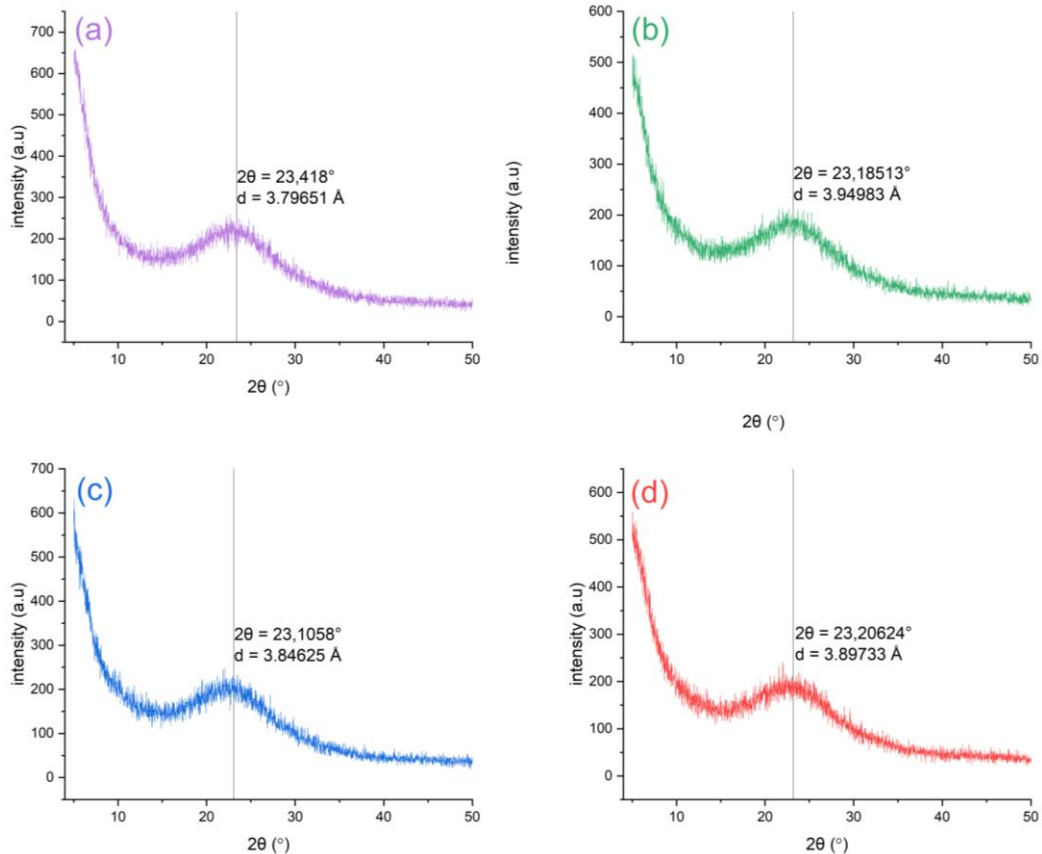 (a)
700
600
500
400
300
200
100
0
intensity (a.u)
2θ = 23,418°
d = 3.79651 Å
10 20 30 40 50
2θ (°)
(b)
600
500
400
300
200
100
0
intensity (a.u)
2θ = 23,18513°
d = 3.94983 Å
10 20 30 40 50
2θ (°)
(c)
700
600
500
400
300
200
100
0
intensity (a.u)
2θ = 23,1058°
d = 3.84625 Å
10 20 30 40 50
2θ (°)
(d)
600
500
400
300
200
100
0
intensity (a.u)
2θ = 23,20624°
d = 3.89733 Å
10 20 30 40 50
2θ (°)